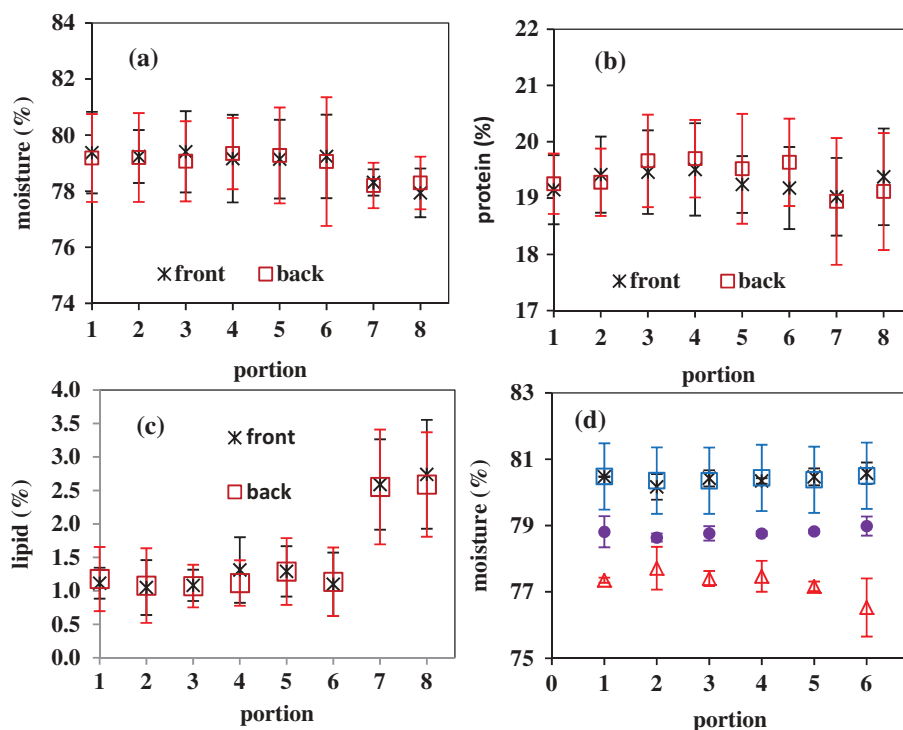 (a)
moisture (%)
84
82
80
78
76
74
front
back
1 2 3 4 5 6 7 8
portion
(b)
protein (%)
22
21
20
19
18
17
front
back
1 2 3 4 5 6 7 8
portion
(c)
lipid (%)
4.0
3.5
3.0
2.5
2.0
1.5
1.0
0.5
0.0
front
back
1 2 3 4 5 6 7 8
portion
(d)
moisture (%)
83
81
79
77
75
0 1 2 3 4 5 6
portion